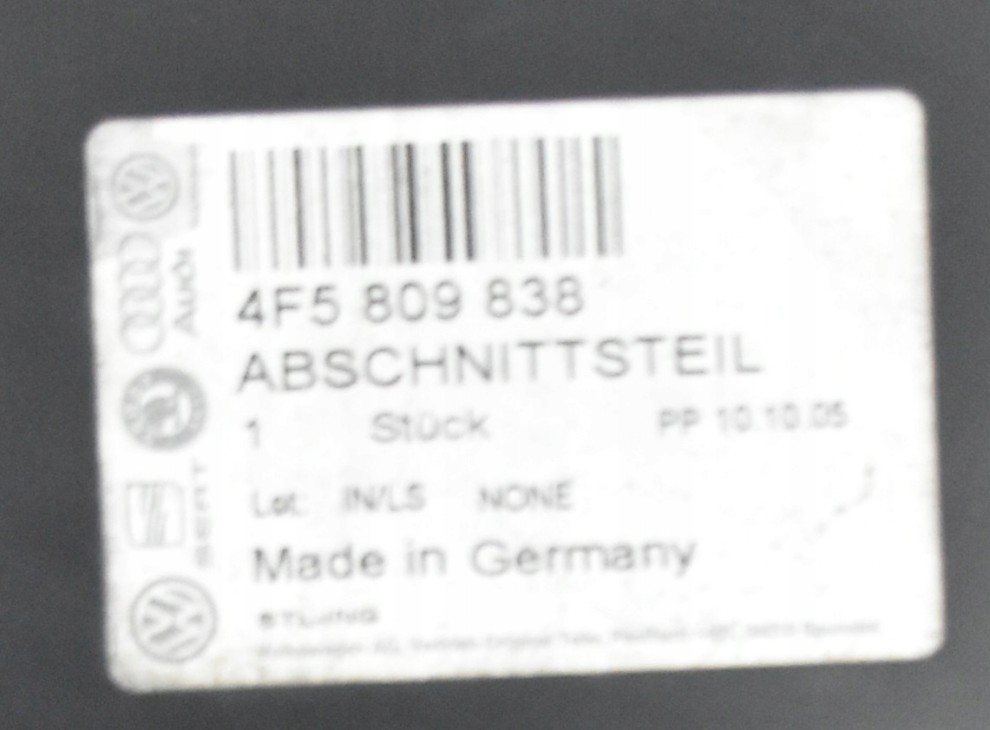 4F5 809 838
ABSCHNITTSTEIL
1 Stück PP 10.10.05
Lot: IN/LS NONE
Made in Germany
Audi
SEAT